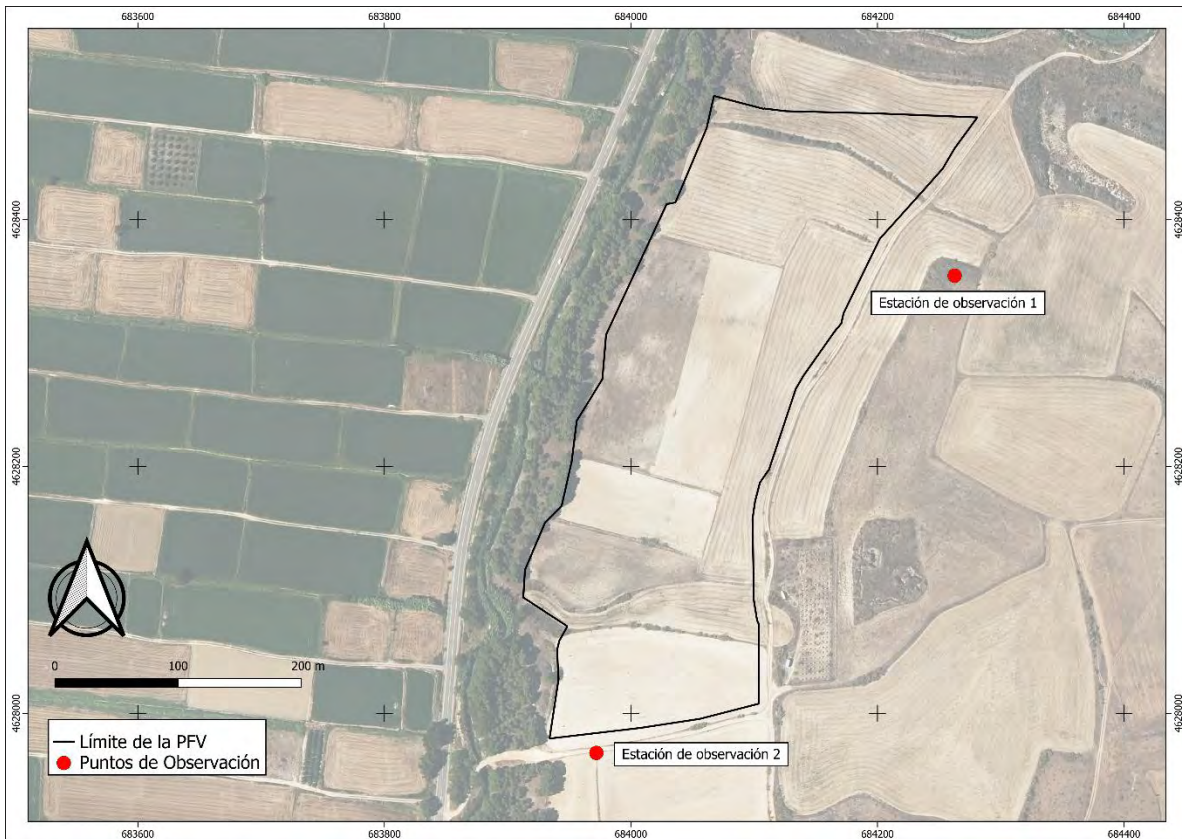 683600 683800 684000 684200 684400
4628400 4628400
Estación de observación 1
4628200 4628200
0 100 200 m
4628000 4628000
Límite de la PFV
Puntos de Observación
Estación de observación 2
683600 683800 684000 684200 684400